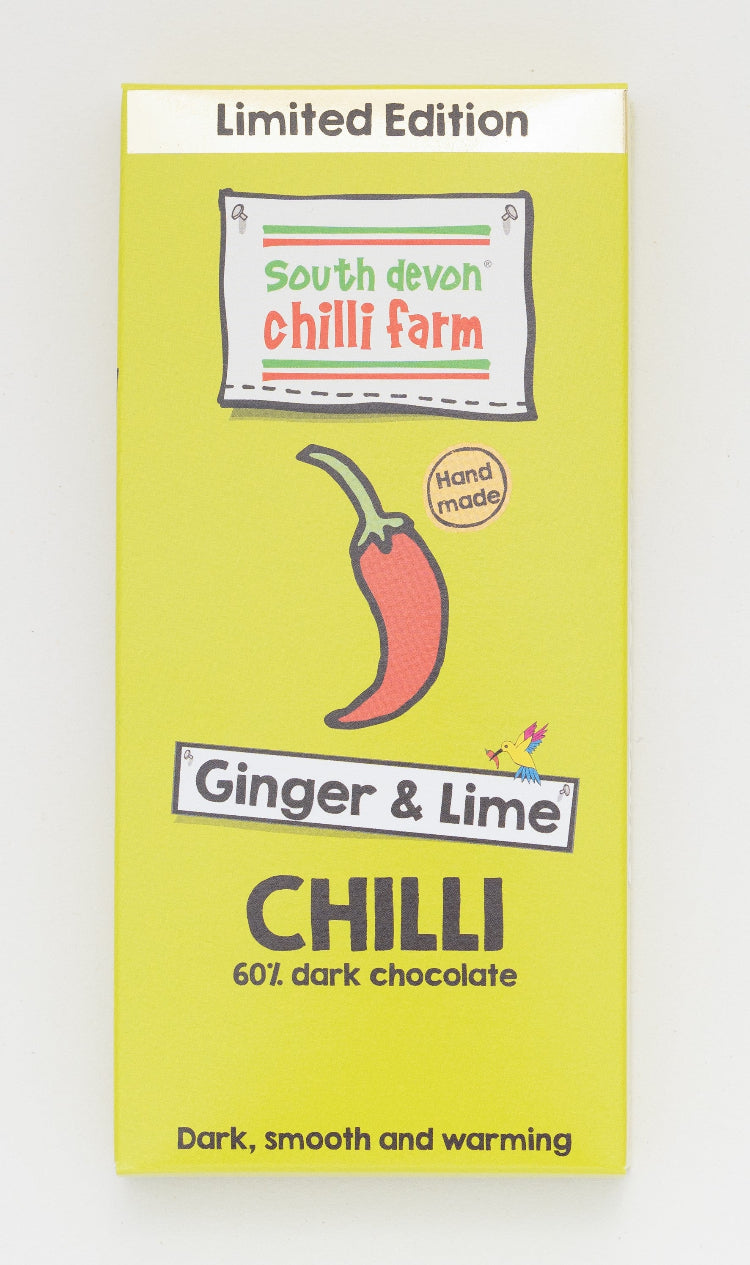 Limited Edition
south devon®
chilli farm
Hand
made
Ginger & Lime
CHILLI
60% dark chocolate
Dark, smooth and warming